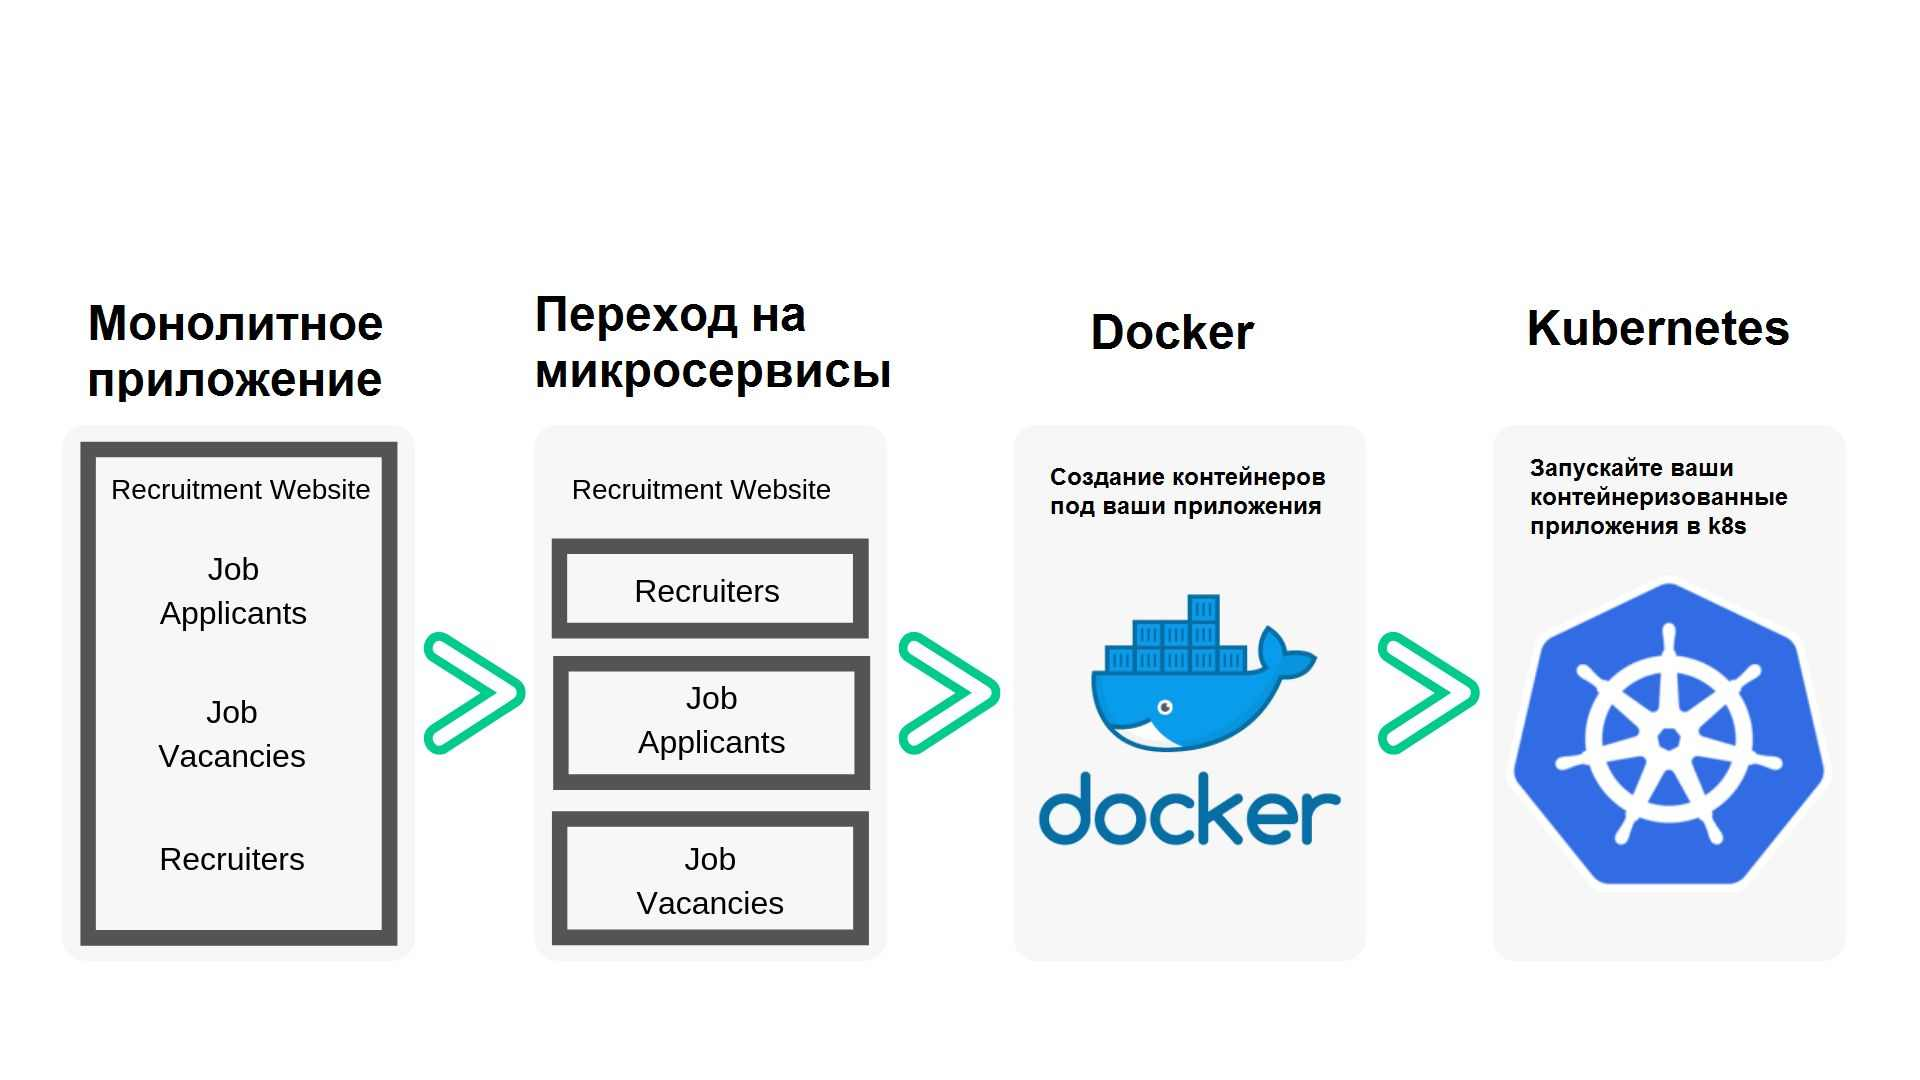 Монолитное
приложение
Recruitment Website
Job
Applicants
Job
Vacancies
Recruiters
Переход на
микросервисы
Recruitment Website
Recruiters
Job
Applicants
Job
Vacancies
Docker
Создание контейнеров
под ваши приложения
docker
Kubernetes
Запускайте ваши
контейнеризованные
приложения в k8s